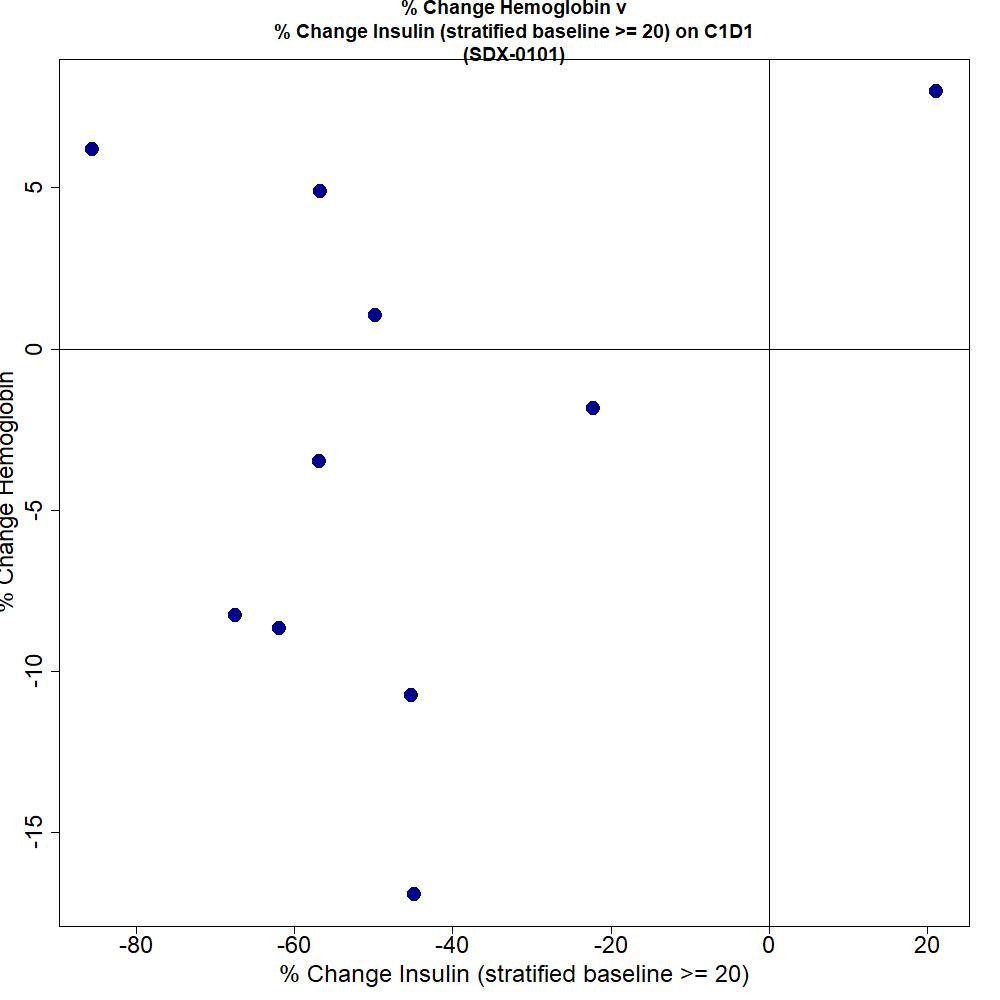 % Change Hemoglobin v
% Change Insulin (stratified baseline >= 20) on C1D1
(SDX-0101)
% Change Hemoglobin
5
0
-5
-10
-15
-80
-60
-40
-20
0
20
% Change Insulin (stratified baseline >= 20)